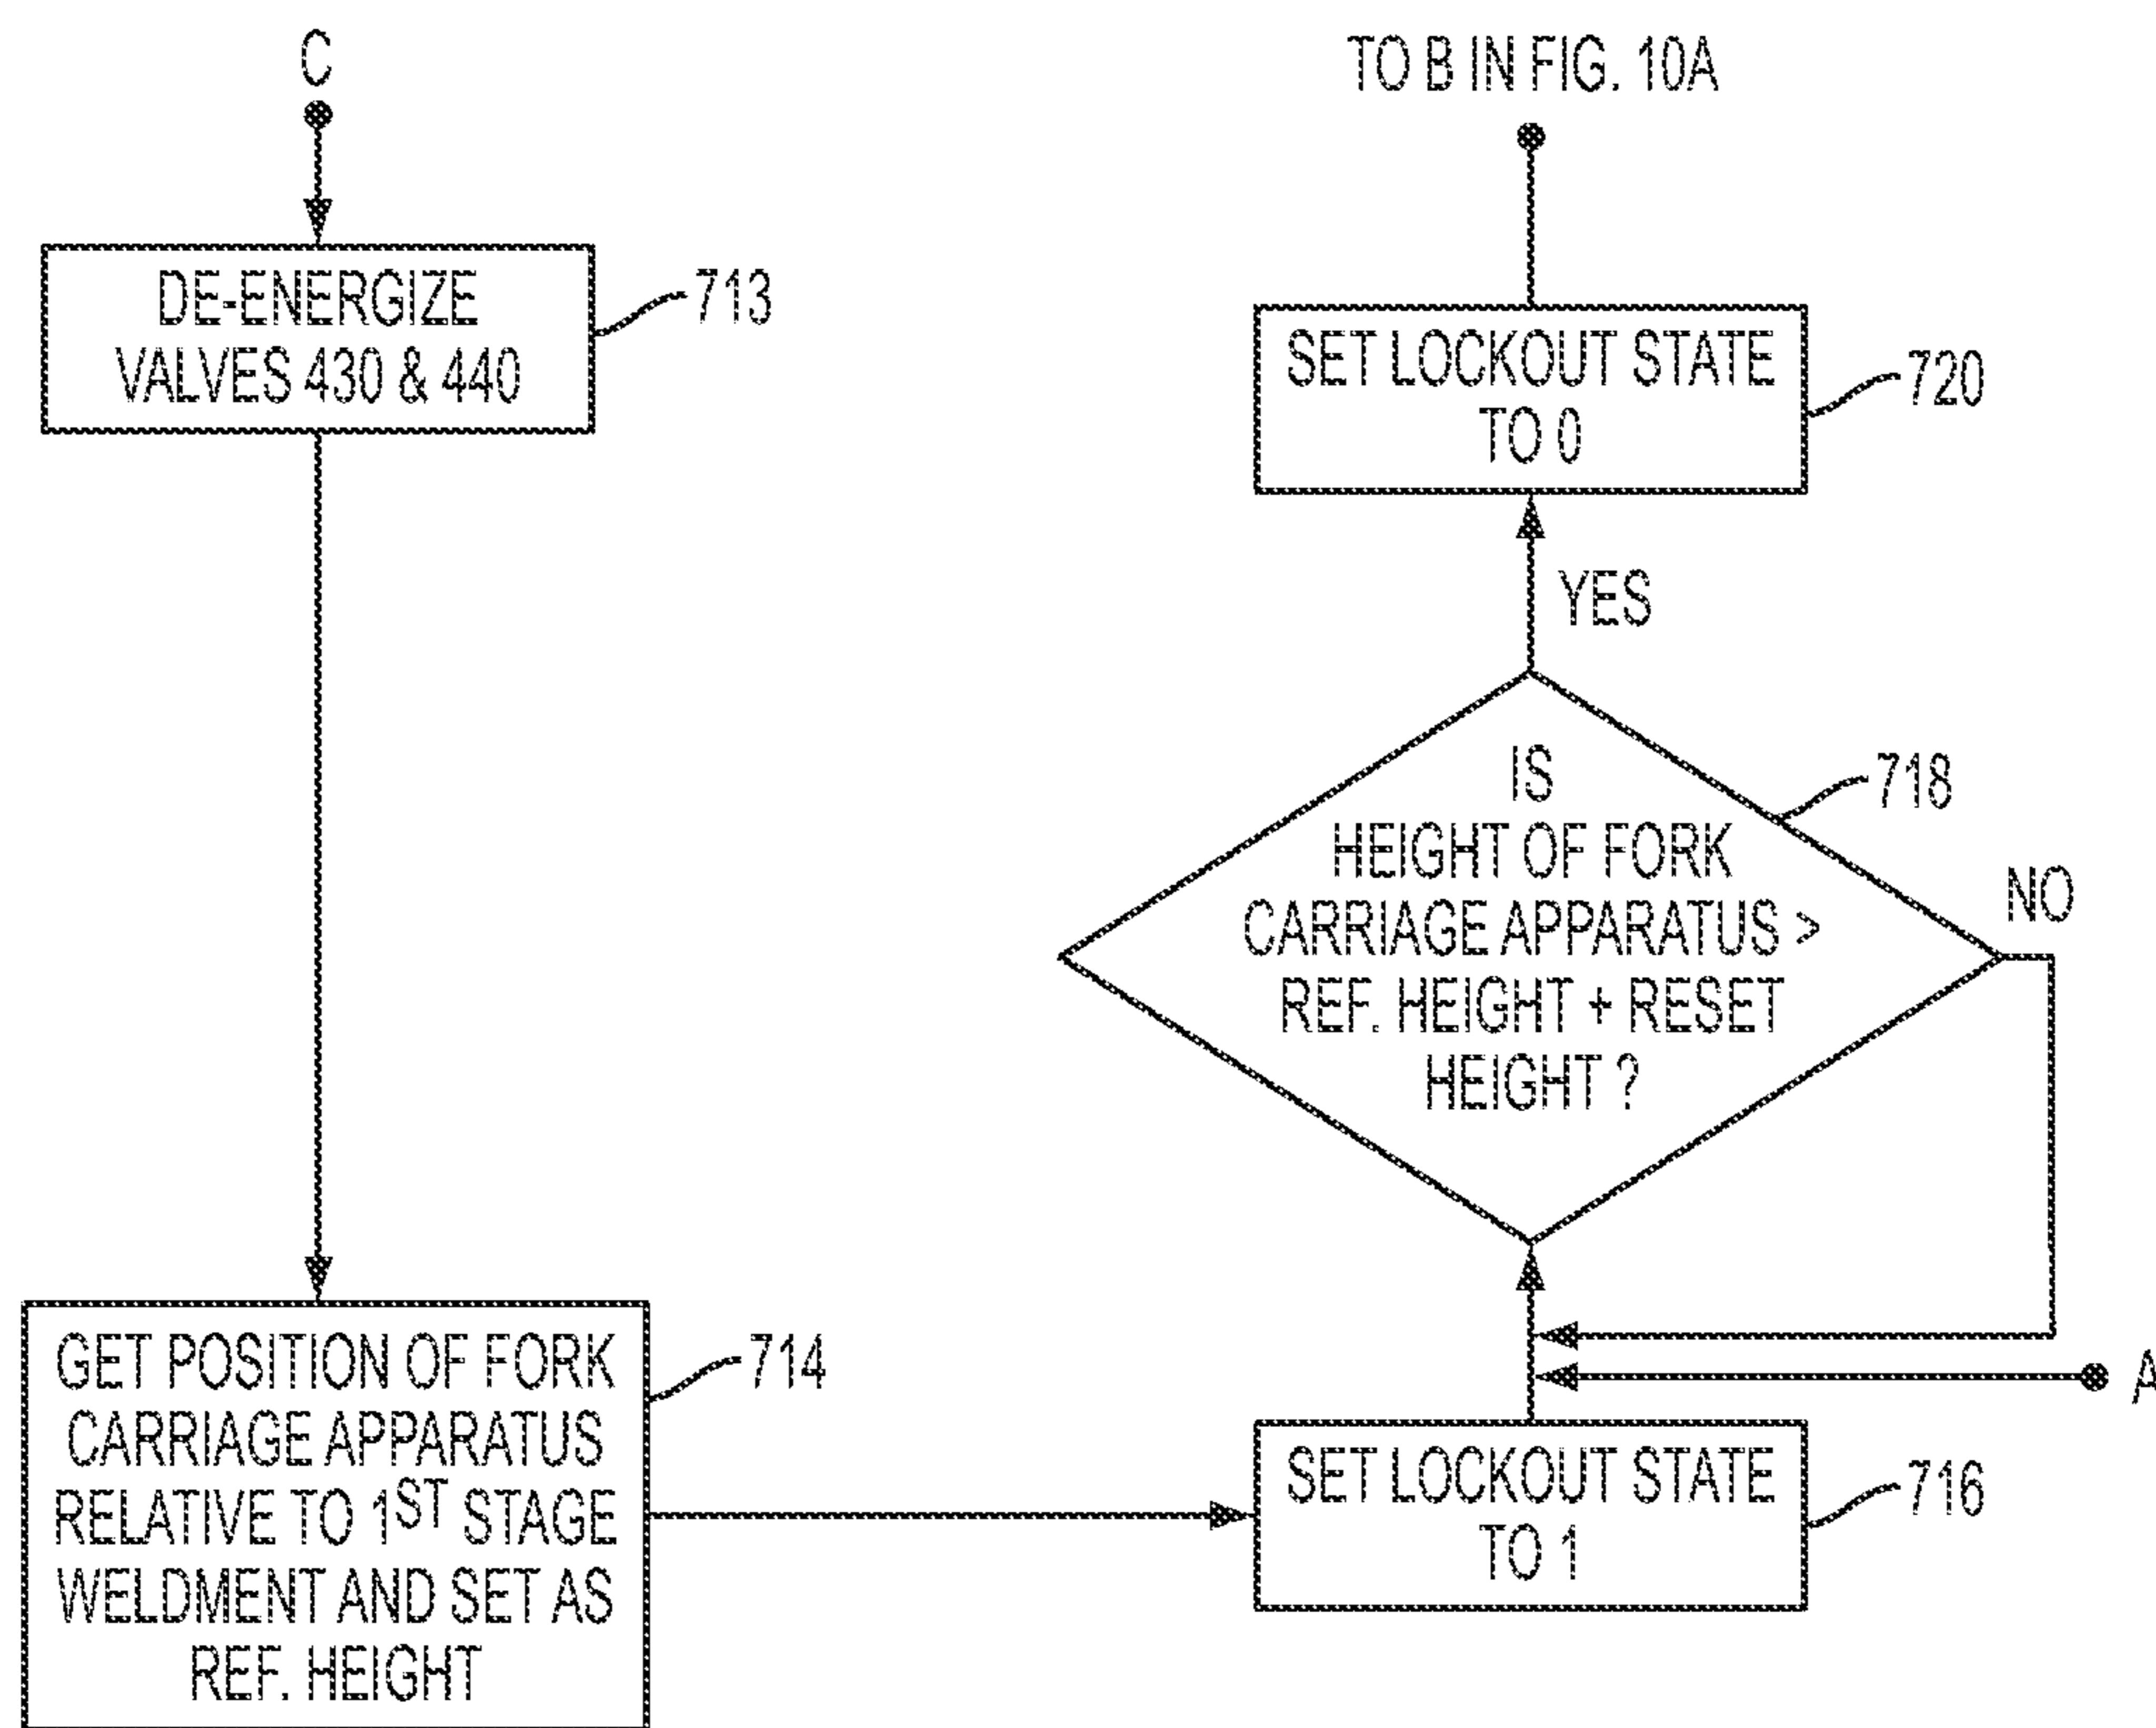 C
DE-ENERGIZE
VALVES 430 & 440
713
GET POSITION OF FORK
CARRIAGE APPARATUS
RELATIVE TO 1ST STAGE
WELDMENT AND SET AS
REF. HEIGHT
714
TO B IN FIG. 10A
SET LOCKOUT STATE
TO 0
720
YES
IS
HEIGHT OF FORK
CARRIAGE APPARATUS >
REF. HEIGHT + RESET
HEIGHT ?
718
NO
A
SET LOCKOUT STATE
TO 1
716